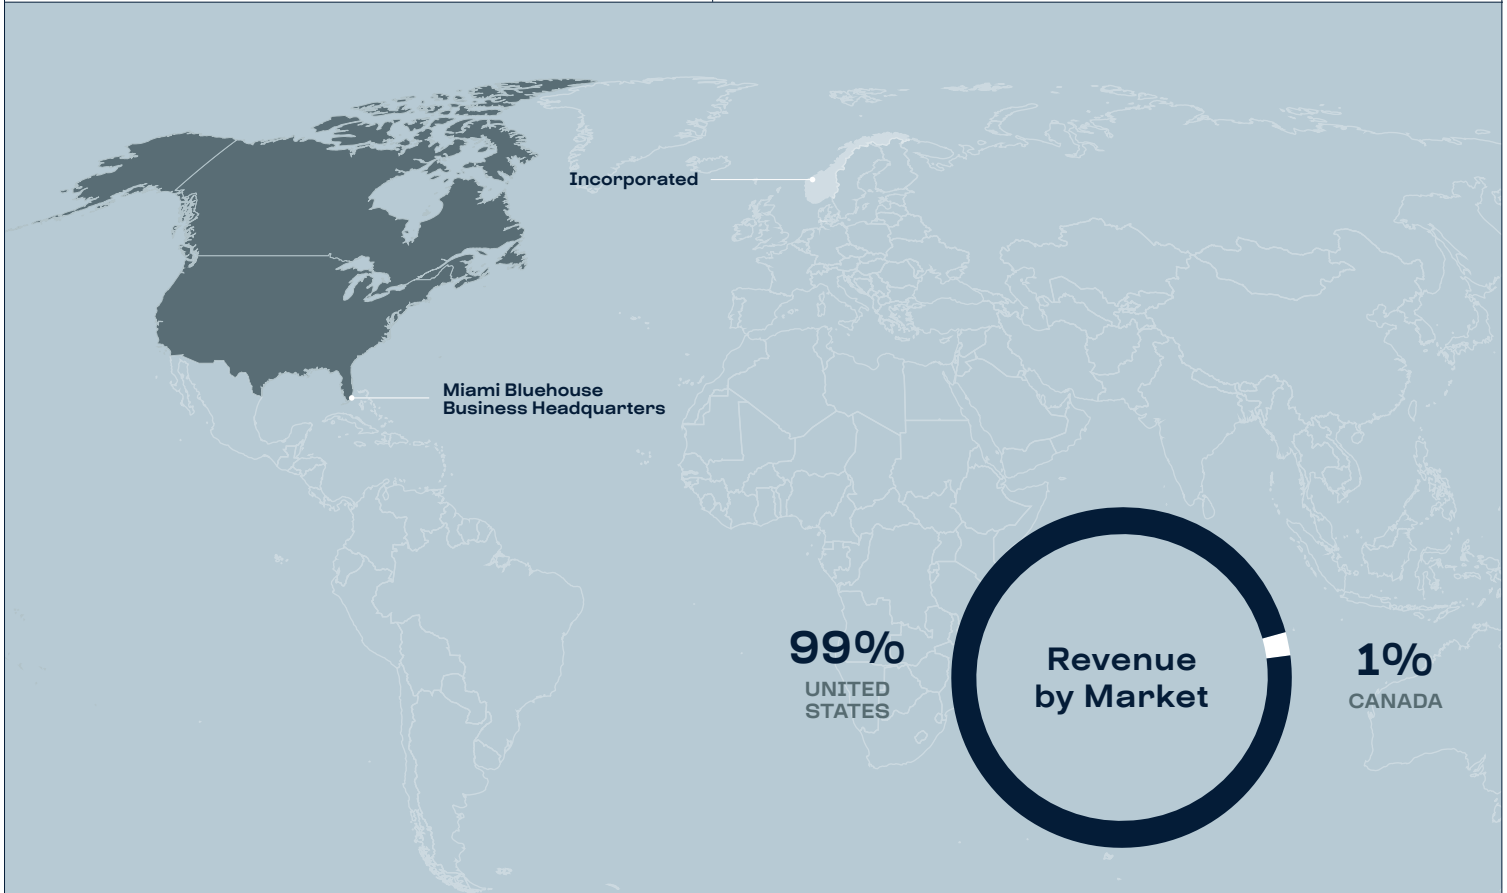 Incorporated
Miami Bluehouse
Business Headquarters
99%
UNITED
STATES
Revenue
by Market
1%
CANADA